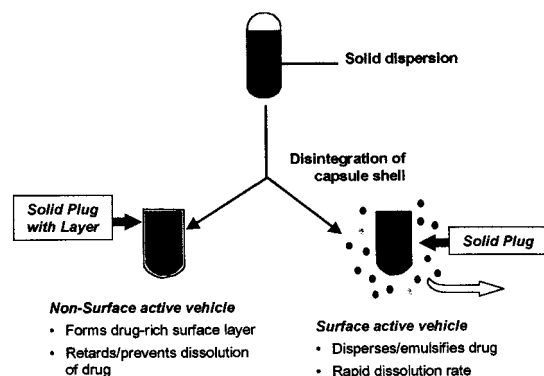 Solid dispersion
Disintegration of
capsule shell
Solid Plug
with Layer
Solid Plug
Non-Surface active vehicle
• Forms drug-rich surface layer
• Retards/prevents dissolution
of drug
Surface active vehicle
• Disperses/emulsifies drug
• Rapid dissolution rate